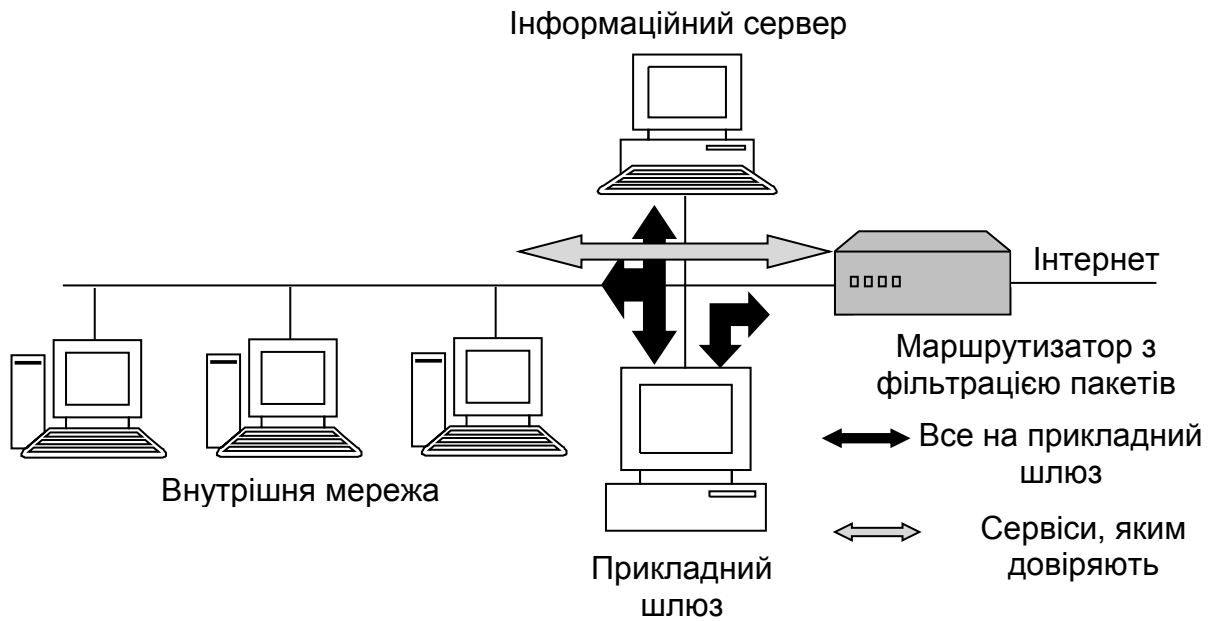 Інформаційний сервер
Інтернет
Маршрутизатор з
фільтрацією пакетів
Все на прикладний
шлюз
Внутрішня мережа
Сервіси, яким
довіряють
Прикладний
шлюз